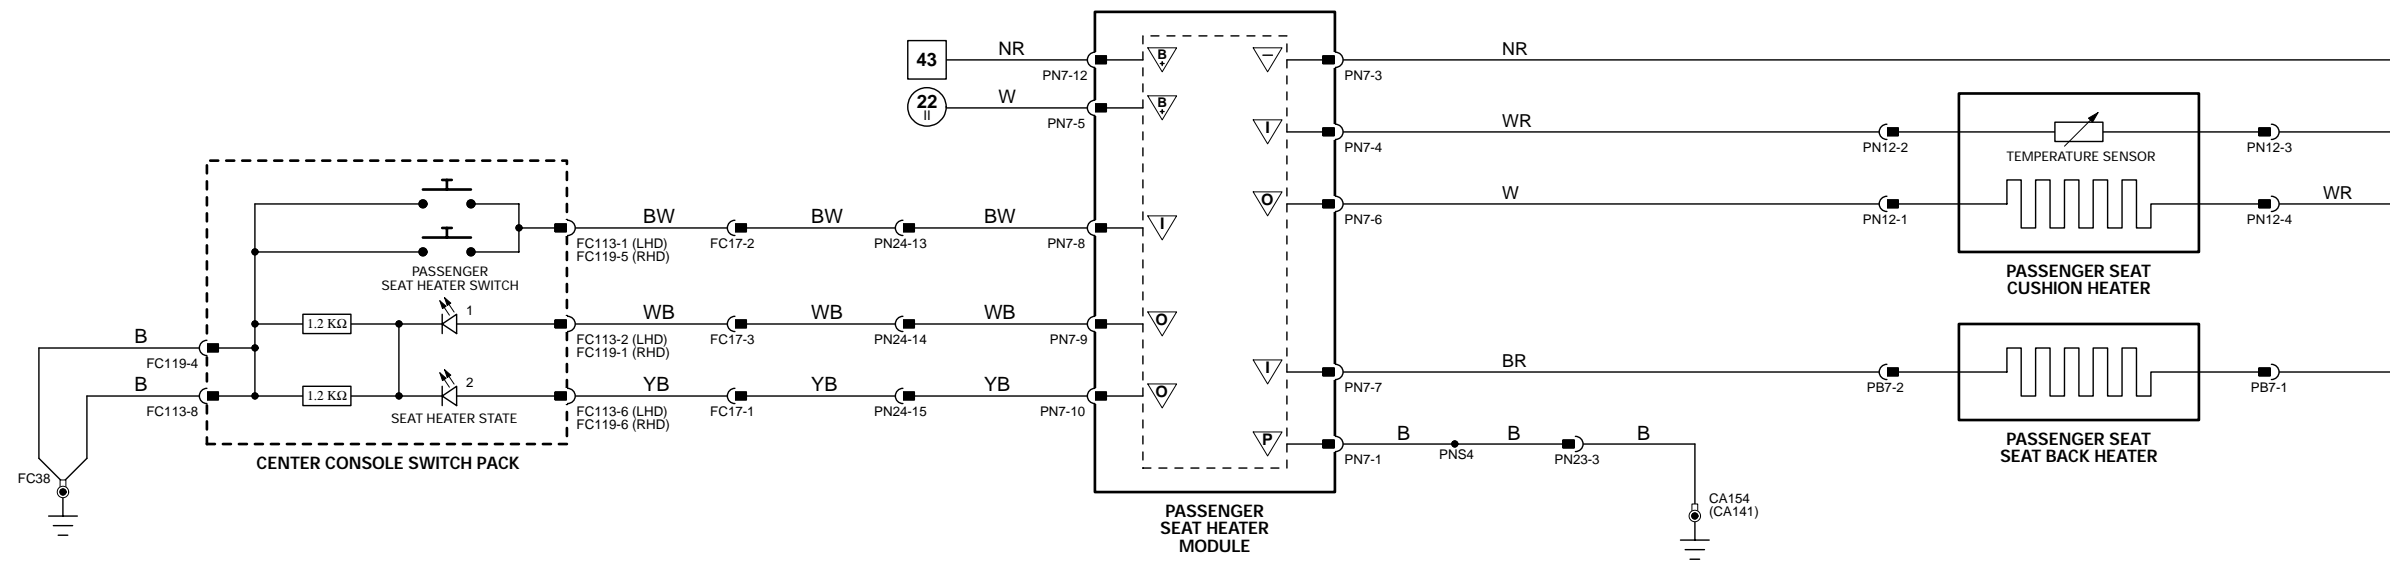 43
NR
PN7-12
B
+
–
NR
PN7-3
22
II
W
PN7-5
B
+
I
WR
PN7-4
PN12-2
TEMPERATURE SENSOR
PN12-3
O
W
PN7-6
PN12-1
PN12-4
WR
PASSENGER SEAT
CUSHION HEATER
PASSENGER
SEAT HEATER SWITCH
BW
BW
BW
FC113-1 (LHD)
FC119-5 (RHD)
FC17-2
PN24-13
PN7-8
I
1.2 KΩ
1
WB
WB
WB
FC113-2 (LHD)
FC119-1 (RHD)
FC17-3
PN24-14
PN7-9
O
B
FC119-4
B
FC113-8
1.2 KΩ
2
SEAT HEATER STATE
YB
YB
YB
FC113-6 (LHD)
FC119-6 (RHD)
FC17-1
PN24-15
PN7-10
O
I
BR
PN7-7
PB7-2
PB7-1
PASSENGER SEAT
SEAT BACK HEATER
P
B
B
B
PN7-1
PNS4
PN23-3
CENTER CONSOLE SWITCH PACK
FC38
CA154
(CA141)
PASSENGER
SEAT HEATER
MODULE